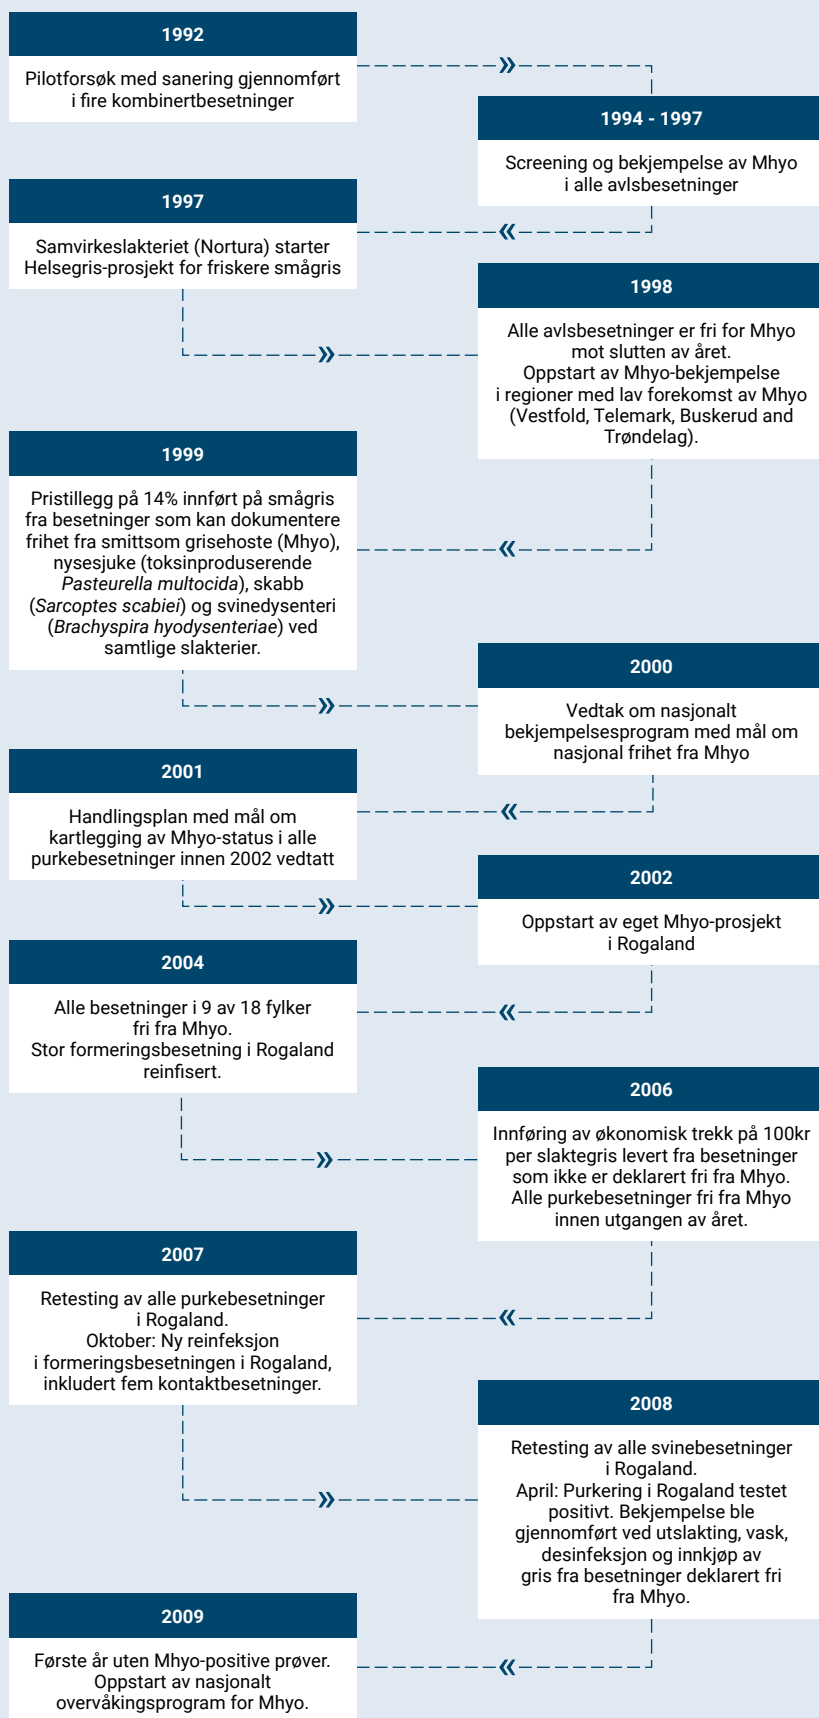 1992
Pilotforsøk med sanering gjennomført
i fire kombinertbesetninger
1994 - 1997
Screening og bekjempelse av Mhyo
i alle avlsbesetninger
1997
Samvirkeslakteriet (Nortura) starter
Helsegris-prosjekt for friskere smågris
1998
Alle avlsbesetninger er fri for Mhyo
mot slutten av året.
Oppstart av Mhyo-bekjempelse
i regioner med lav forekomst av Mhyo
(Vestfold, Telemark, Buskerud and
Trøndelag).
1999
Pristillegg på 14% innført på smågris
fra besetninger som kan dokumentere
frihet fra smittsom grisehoste (Mhyo),
nysesjuke (toksinproduserende
Pasteurella multocida), skabb
(Sarcoptes scabiei) og svinedysenteri
(Brachyspira hyodysenteriae) ved
samtlige slakterier.
2000
Vedtak om nasjonalt
bekjempelsesprogram med mål om
nasjonal frihet fra Mhyo
2001
Handlingsplan med mål om
kartlegging av Mhyo-status i alle
purkebesetninger innen 2002 vedtatt
2002
Oppstart av eget Mhyo-prosjekt
i Rogaland
2004
Alle besetninger i 9 av 18 fylker
fri fra Mhyo.
Stor formeringsbesetning i Rogaland
reinfisert.
2006
Innføring av økonomisk trekk på 100kr
per slaktegris levert fra besetninger
som ikke er deklarert fri fra Mhyo.
Alle purkebesetninger fri fra Mhyo
innen utgangen av året.
2007
Retesting av alle purkebesetninger
i Rogaland.
Oktober: Ny reinfeksjon
i formeringsbesetningen i Rogaland,
inkludert fem kontaktbesetninger.
2008
Retesting av alle svinebesetninger
i Rogaland.
April: Purkering i Rogaland testet
positivt. Bekjempelse ble
gjennomført ved utslakting, vask,
desinfeksjon og innkjøp av
gris fra besetninger deklarert fri
fra Mhyo.
2009
Første år uten Mhyo-positive prøver.
Oppstart av nasjonalt
overvåkingsprogram for Mhyo.